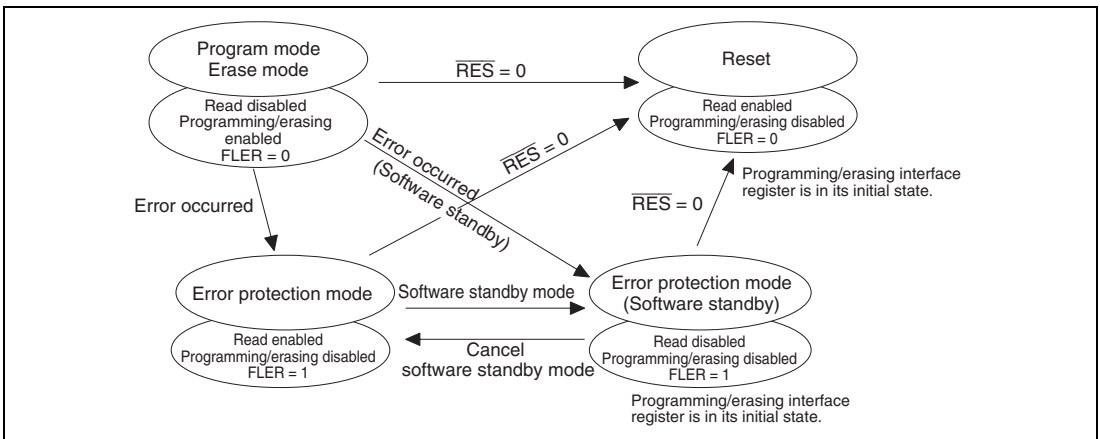 Program mode
Erase mode
Read disabled
Programming/erasing
enabled
FLER = 0
RES = 0
Reset
Read enabled
Programming/erasing disabled
FLER = 0
Programming/erasing interface
register is in its initial state.
Error occurred
(Software standby)
RES = 0
RES = 0
Error occurred
Error protection mode
Read enabled
Programming/erasing disabled
FLER = 1
Software standby mode
Cancel
software standby mode
Error protection mode
(Software standby)
Read disabled
Programming/erasing disabled
FLER = 1
Programming/erasing interface
register is in its initial state.